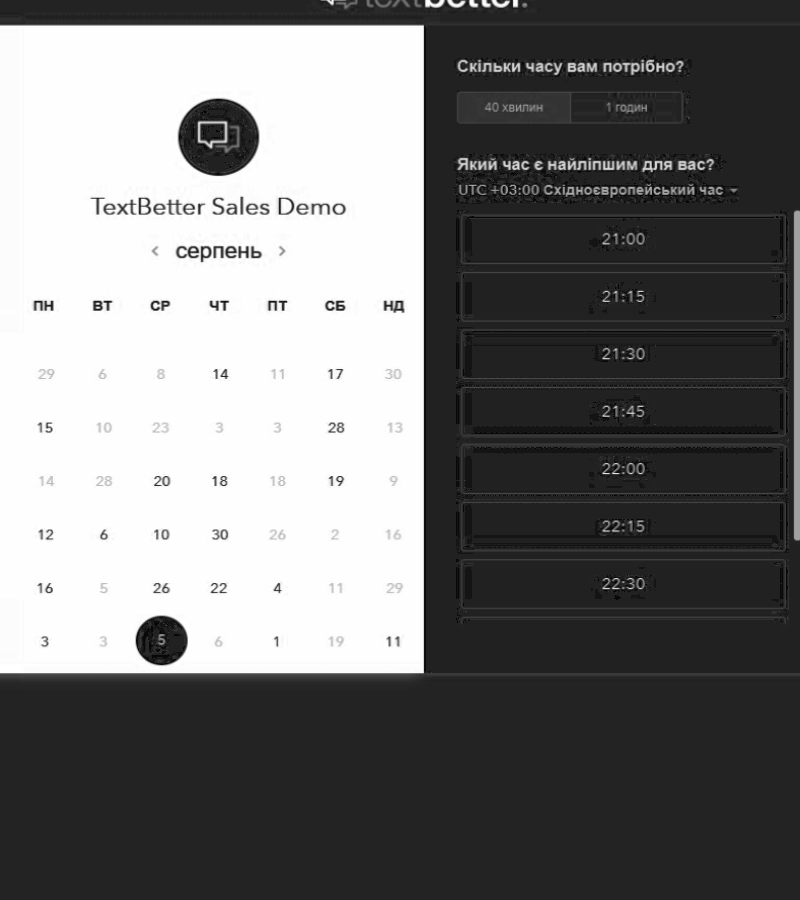 textbetter.
TextBetter Sales Demo
< серпень >
ПН ВТ СР ЧТ ПТ СБ НД
29 6 8 14 11 17 30
15 10 23 3 3 28 13
14 28 20 18 18 19 9
12 6 10 30 26 2 16
16 5 26 22 4 11 29
3 3 5 6 1 19 11
Скільки часу вам потрібно?
40 хвилин 1 годин
Який час є найліпшим для вас?
UTC +03:00 Східноєвропейський час
21:00
21:15
21:30
21:45
22:00
22:15
22:30